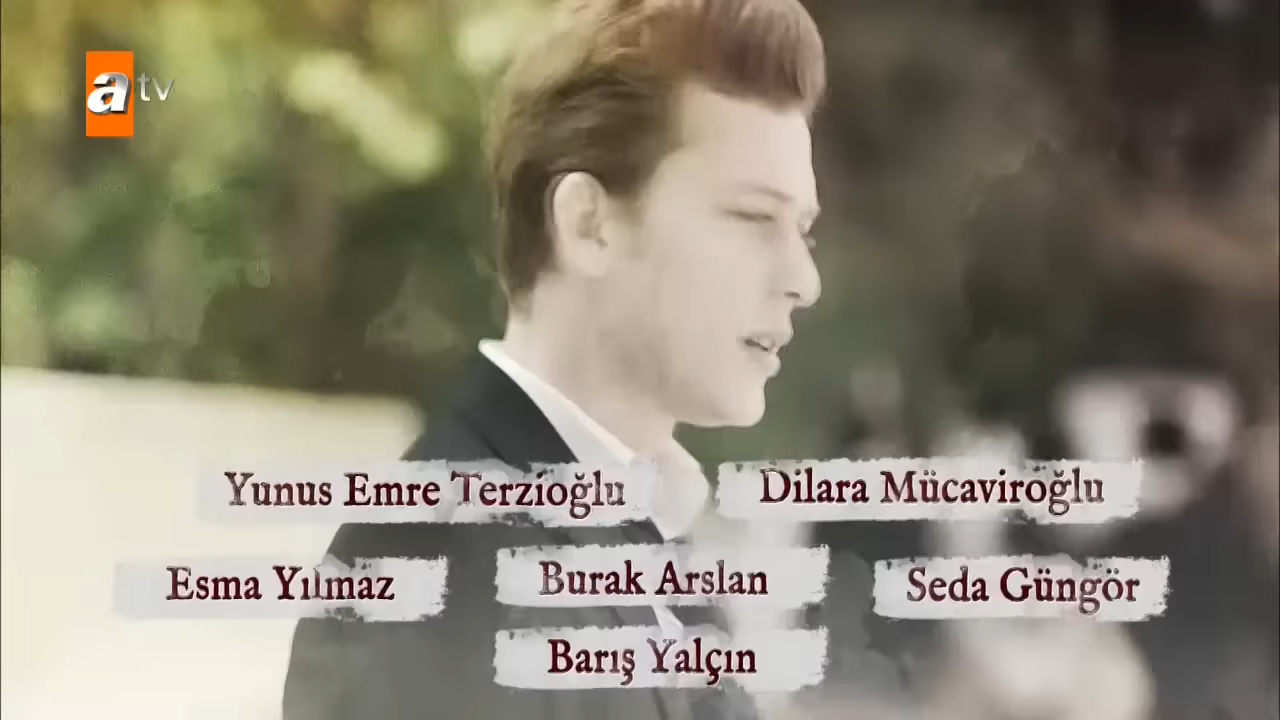 atv
Yunus Emre Terzioğlu
Dilara Mücaviroğlu
Esma Yılmaz
Burak Arslan
Seda Güngör
Barış Yalçın